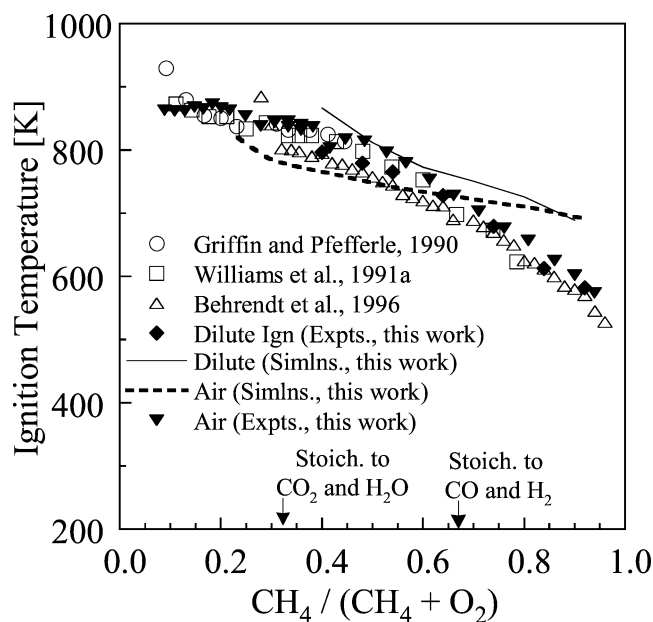 1000
800
600
400
200
Ignition Temperature [K]
Griffin and Pfefferle, 1990
Williams et al., 1991a
Behrendt et al., 1996
Dilute Ign (Expts., this work)
Dilute (Simlns., this work)
Air (Simlns., this work)
Air (Expts., this work)
Stoich. to
CO₂ and H₂O
Stoich. to
CO and H₂
0.0 0.2 0.4 0.6 0.8 1.0
CH₄ / (CH₄ + O₂)